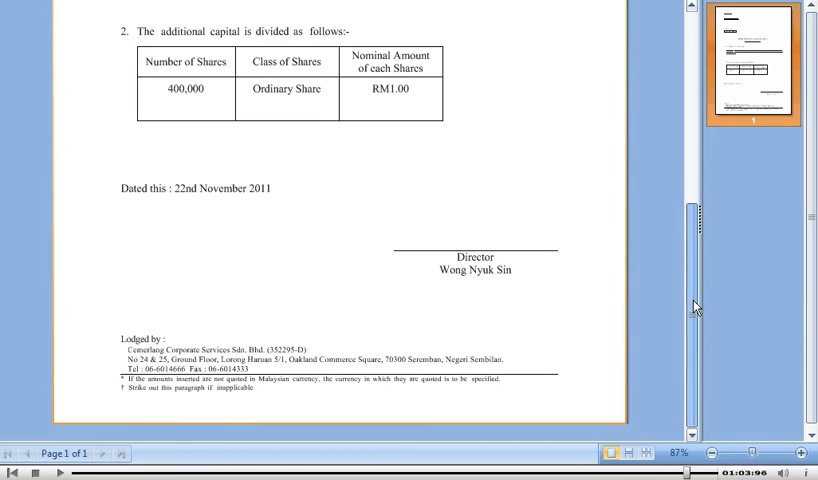 2. The additional capital is divided as follows:-
Number of Shares Class of Shares Nominal Amount of each Shares
400,000 Ordinary Share RM1.00
Dated this : 22nd November 2011
Director
Wong Nyuk Sin
Lodged by :
Cemerlang Corporate Services Sdn. Bhd. (352295-D)
No 24 & 25, Ground Floor, Lorong Haruan 5/1, Oakland Commerce Square, 70300 Seremban, Negeri Sembilan.
Tel : 06-6014666 Fax : 06-6014333
* If the amounts inserted are not quoted in Malaysian currency, the currency in which they are quoted is to be specified.
† Strike out this paragraph if inapplicable
1
Page 1 of 1
87%
01:03:96